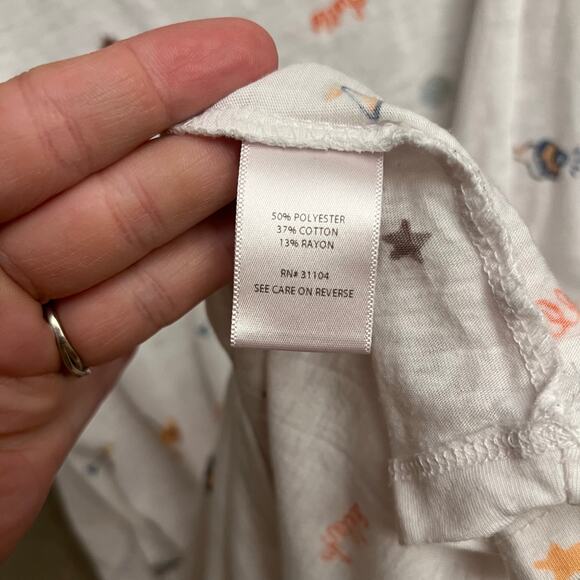 50% POLYESTER
37% COTTON
13% RAYON
RN# 31104
SEE CARE ON REVERSE